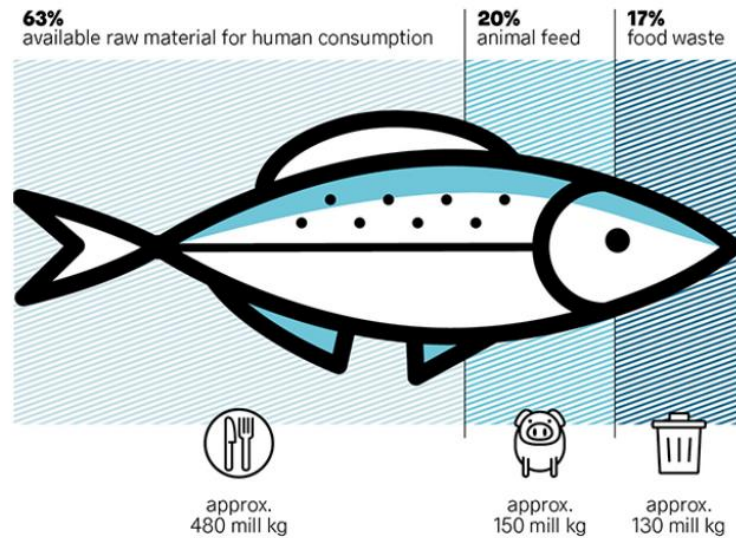 63%
available raw material for human consumption
20%
animal feed
17%
food waste
approx.
480 mill kg
approx.
150 mill kg
approx.
130 mill kg